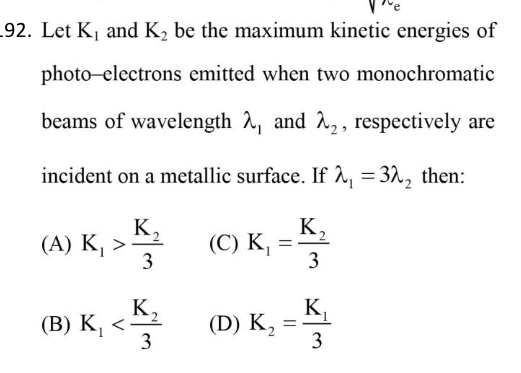 √λe
.92. Let K₁ and K₂ be the maximum kinetic energies of
photo–electrons emitted when two monochromatic
beams of wavelength λ₁ and λ₂, respectively are
incident on a metallic surface. If λ₁ = 3λ₂ then:
(A) K₁ > K₂/3 (C) K₁ = K₂/3
(B) K₁ < K₂/3 (D) K₂ = K₁/3